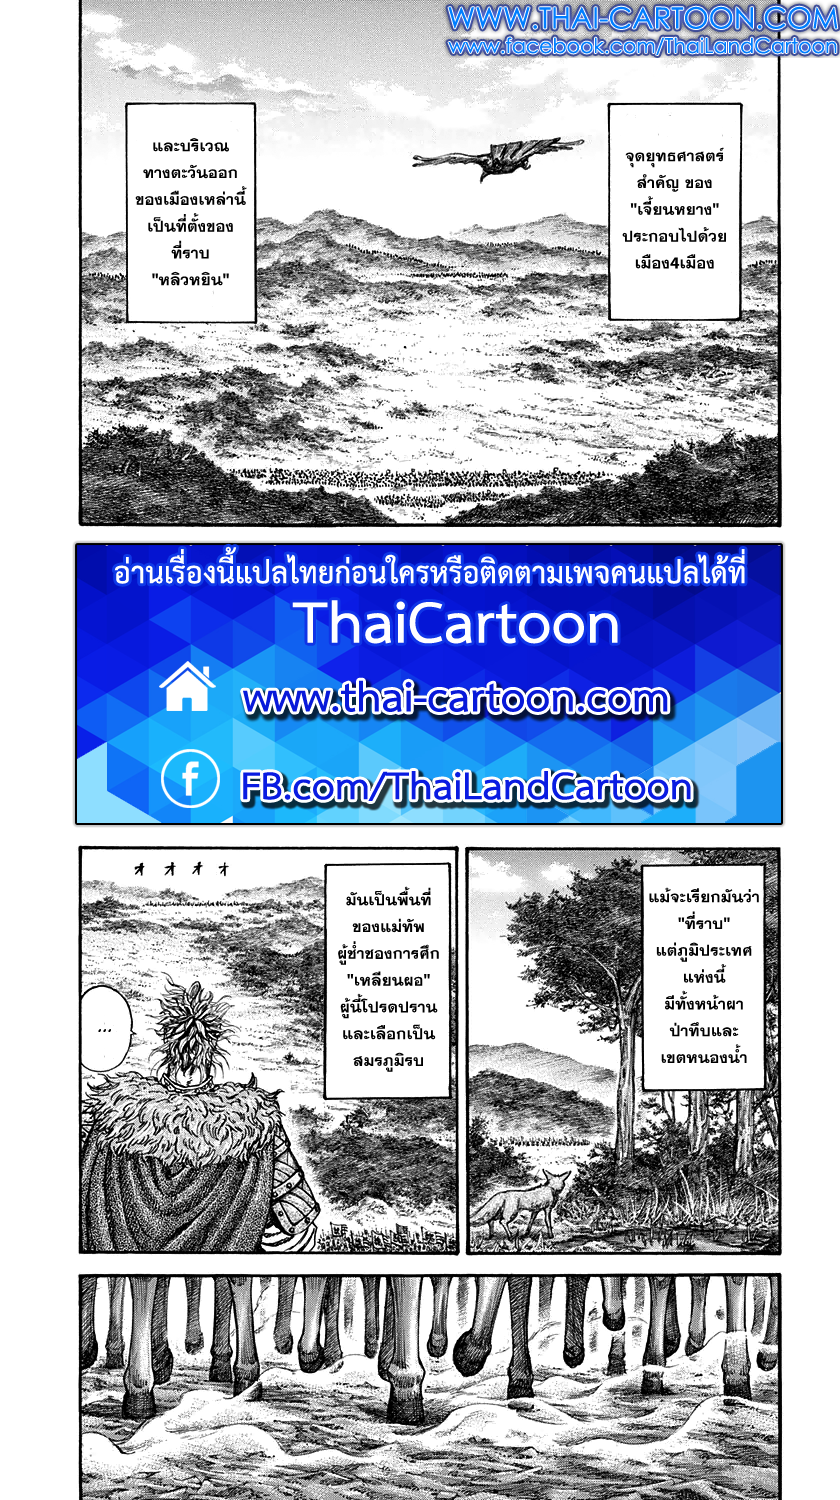 WWW.THAI-CARTOON.COM
www.facebook.com/ThaiLandCartoon
จุดยุทธศาสตร์
สำคัญ ของ
"เจี้ยนหยาง"
ประกอบไปด้วย
เมือง4เมือง
และบริเวณ
ทางตะวันออก
ของเมืองเหล่านี้
เป็นที่ตั้งของ
ที่ราบ
"หลิวหยิน"
อ่านเรื่องนี้แปลไทยก่อนใครหรือติดตามเพจคนแปลได้ที่
ThaiCartoon
www.thai-cartoon.com
f
FB.com/ThaiLandCartoon
แม้จะเรียกมันว่า
"ที่ราบ"
แต่ภูมิประเทศ
แห่งนี้
มีทั้งหน้าผา
ป่าทึบและ
เขตหนองน้ำ
มันเป็นพื้นที่
ของแม่ทัพ
ผู้ช่ำชองการศึก
"เหลียนผอ"
ผู้นี้โปรดปราน
และเลือกเป็น
สมรภูมิรบ
オオオオ
...